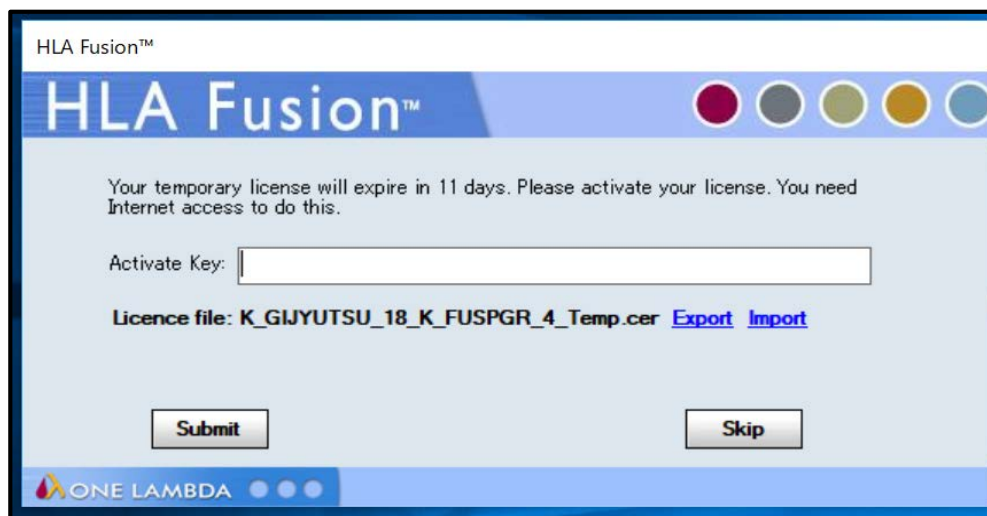 HLA Fusion™
HLA Fusion™
Your temporary license will expire in 11 days. Please activate your license. You need
Internet access to do this.
Activate Key:
Licence file: K_GIJYUTSU_18_K_FUSPGR_4_Temp.cer Export Import
Submit Skip
ONE LAMBDA